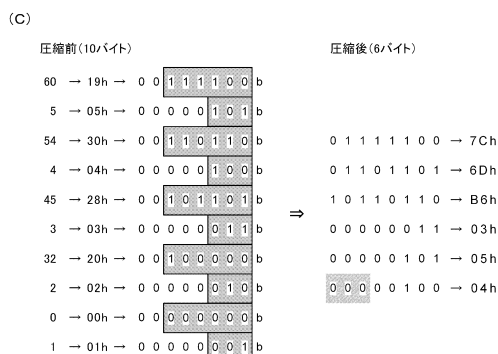 (C)
圧縮前(10バイト) 圧縮後(6バイト)
60 → 19h → 0 0 1 1 1 1 0 0 b
5 → 05h → 0 0 0 0 0 1 0 1 b
54 → 30h → 0 0 1 1 0 1 1 0 b 0 1 1 1 1 1 0 0 → 7Ch
4 → 04h → 0 0 0 0 0 1 0 0 b 0 1 1 0 1 1 0 1 → 6Dh
45 → 28h → 0 0 1 0 1 1 0 1 b 1 0 1 1 0 1 1 0 → B6h
3 → 03h → 0 0 0 0 0 0 1 1 b ⇒ 0 0 0 0 0 0 1 1 → 03h
32 → 20h → 0 0 1 0 0 0 0 0 b 0 0 0 0 0 1 0 1 → 05h
2 → 02h → 0 0 0 0 0 0 1 0 b 0 0 0 0 0 1 0 0 → 04h
0 → 00h → 0 0 0 0 0 0 0 0 b
1 → 01h → 0 0 0 0 0 0 0 1 b